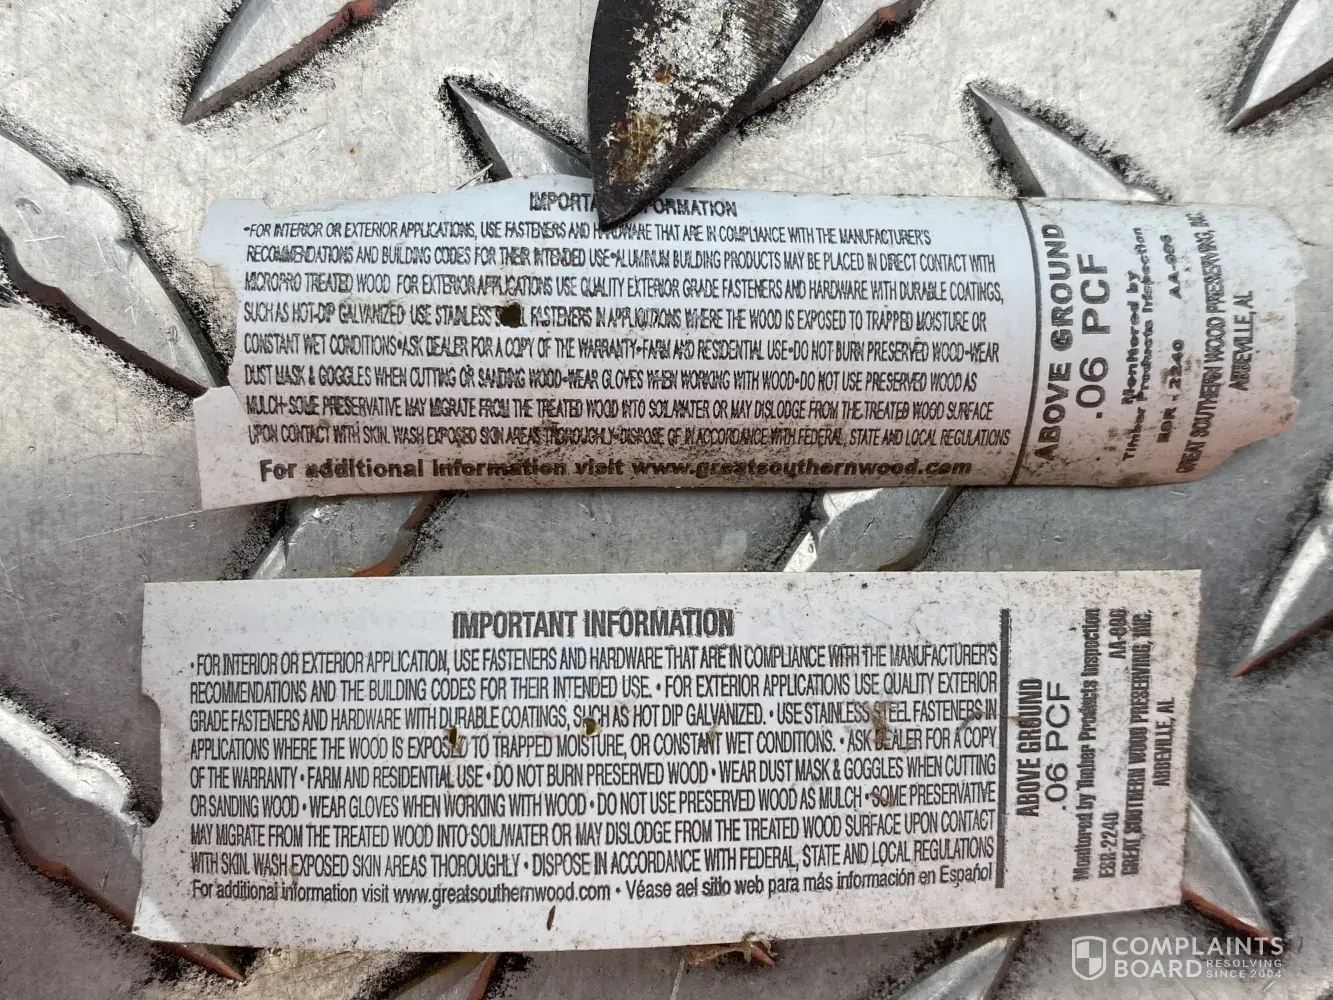 IMPORTANT INFORMATION
•FOR INTERIOR OR EXTERIOR APPLICATIONS, USE FASTENERS AND HARDWARE THAT ARE IN COMPLIANCE WITH THE MANUFACTURER'S
RECOMMENDATIONS AND BUILDING CODES FOR THEIR INTENDED USE•ALUMINUM BUILDING PRODUCTS MAY BE PLACED IN DIRECT CONTACT WITH
MICROPRO TREATED WOOD FOR EXTERIOR APPLICATIONS USE QUALITY EXTERIOR GRADE FASTENERS AND HARDWARE WITH DURABLE COATINGS,
SUCH AS HOT-DIP GALVANIZED USE STAINLESS STEEL FASTENERS IN APPLICATIONS WHERE THE WOOD IS EXPOSED TO TRAPPED MOISTURE OR
CONSTANT WET CONDITIONS•ASK DEALER FOR A COPY OF THE WARRANTY•FARM AND RESIDENTIAL USE•DO NOT BURN PRESERVED WOOD•WEAR
DUST MASK & GOGGLES WHEN CUTTING OR SANDING WOOD•WEAR GLOVES WHEN WORKING WITH WOOD•DO NOT USE PRESERVED WOOD AS
MULCH•SOME PRESERVATIVE MAY MIGRATE FROM THE TREATED WOOD INTO SOIL/WATER OR MAY DISLODGE FROM THE TREATED WOOD SURFACE
UPON CONTACT WITH SKIN. WASH EXPOSED SKIN AREAS THOROUGHLY•DISPOSE OF IN ACCORDANCE WITH FEDERAL, STATE AND LOCAL REGULATIONS
For additional information visit www.greatsouthernwood.com
ABOVE GROUND
.06 PCF
Monitored by
Timber Products Inspection
2240
GREAT SOUTHERN WOOD PRESERVING, INC.
ABBEVILLE, AL
IMPORTANT INFORMATION
• FOR INTERIOR OR EXTERIOR APPLICATION, USE FASTENERS AND HARDWARE THAT ARE IN COMPLIANCE WITH THE MANUFACTURER'S
RECOMMENDATIONS AND THE BUILDING CODES FOR THEIR INTENDED USE. • FOR EXTERIOR APPLICATIONS USE QUALITY EXTERIOR
GRADE FASTENERS AND HARDWARE WITH DURABLE COATINGS, SUCH AS HOT DIP GALVANIZED. • USE STAINLESS STEEL FASTENERS IN
APPLICATIONS WHERE THE WOOD IS EXPOSED TO TRAPPED MOISTURE, OR CONSTANT WET CONDITIONS. • ASK DEALER FOR A COPY
OF THE WARRANTY • FARM AND RESIDENTIAL USE • DO NOT BURN PRESERVED WOOD • WEAR DUST MASK & GOGGLES WHEN CUTTING
OR SANDING WOOD • WEAR GLOVES WHEN WORKING WITH WOOD • DO NOT USE PRESERVED WOOD AS MULCH • SOME PRESERVATIVE
MAY MIGRATE FROM THE TREATED WOOD INTO SOIL/WATER OR MAY DISLODGE FROM THE TREATED WOOD SURFACE UPON CONTACT
WITH SKIN. WASH EXPOSED SKIN AREAS THOROUGHLY • DISPOSE IN ACCORDANCE WITH FEDERAL, STATE AND LOCAL REGULATIONS
For additional information visit www.greatsouthernwood.com • Véase ael sitio web para más información en Español
ABOVE GROUND
.06 PCF
Monitored by Timber Products Inspection
ESR-2240
GREAT SOUTHERN WOOD PRESERVING, INC.
ABBEVILLE, AL
COMPLAINTS
BOARD RESOLVING
SINCE 2004